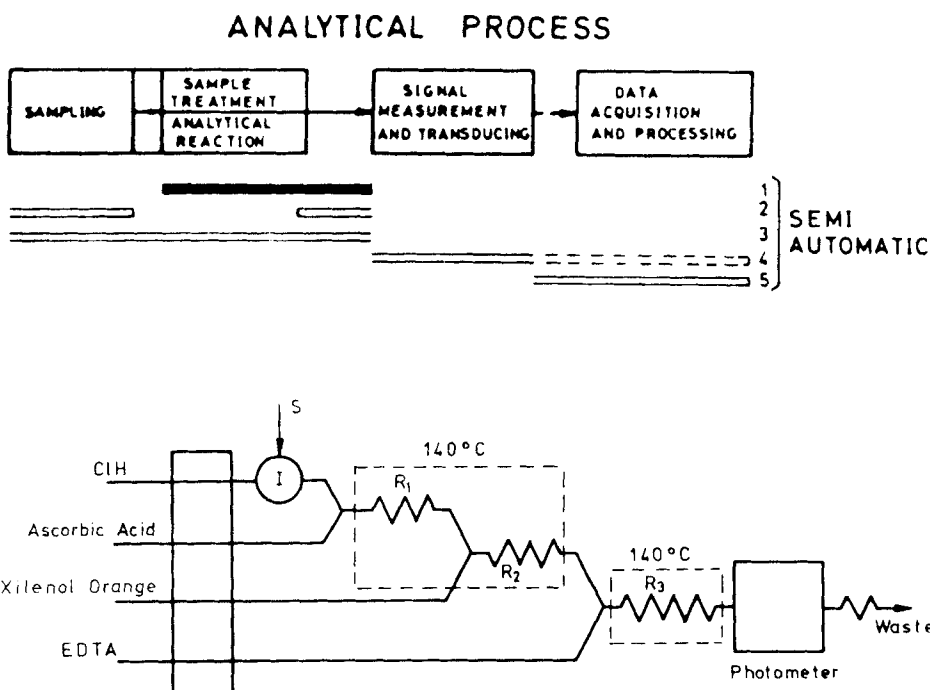 ANALYTICAL PROCESS
SAMPLING
SAMPLE
TREATMENT
ANALYTICAL
REACTION
SIGNAL
MEASUREMENT
AND TRANSDUCING
DATA
ACQUISITION
AND PROCESSING
1
2
3
4
5
SEMI
AUTOMATIC
S
140°C
ClH
I
R1
Ascorbic Acid
R2
140°C
Xilenol Orange
R3
Waste
EDTA
Photometer